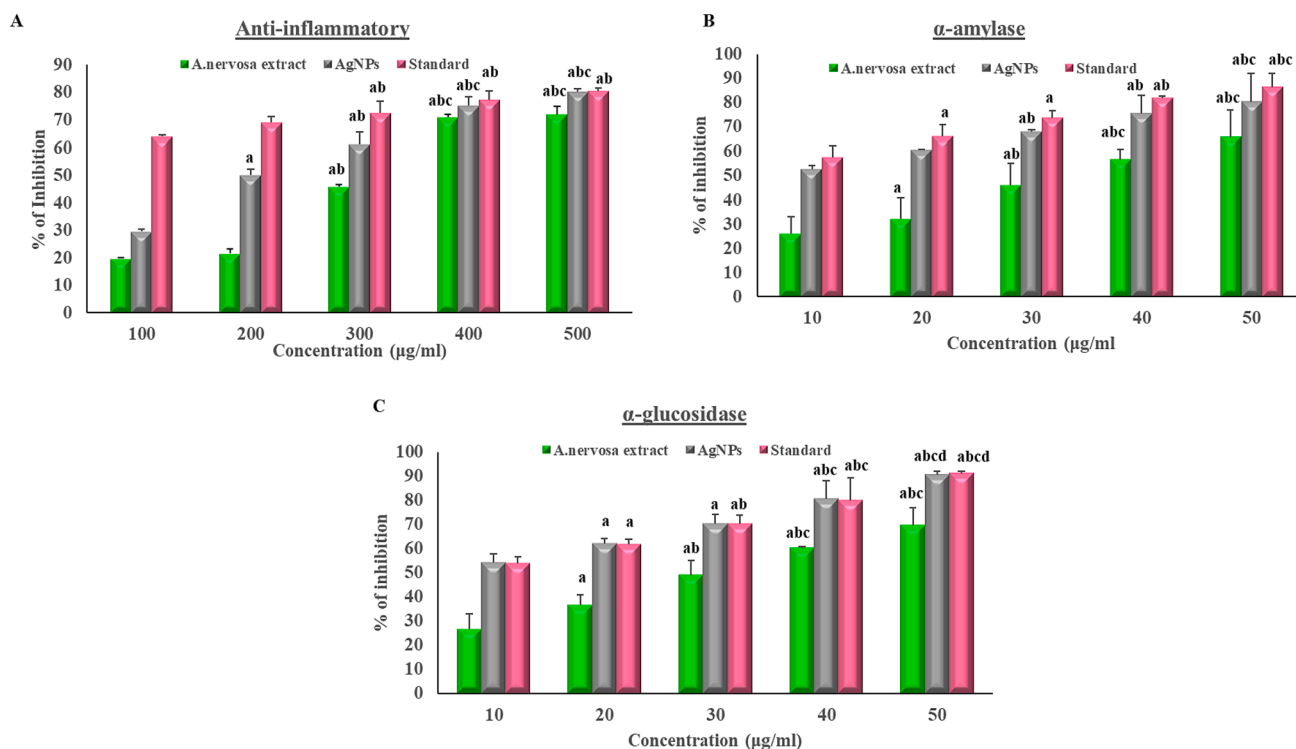 A
Anti-inflammatory
A.nervosa extract AgNPs Standard
% of Inhibition
90
80
70
60
50
40
30
20
10
0
a
ab
ab
ab
abc
abc
ab
abc
abc
ab
100 200 300 400 500
Concentration (µg/ml)
B
α-amylase
A.nervosa extract AgNPs Standard
% of inhibition
100
90
80
70
60
50
40
30
20
10
0
a
a
ab
ab
a
abc
ab
ab
abc
abc
abc
10 20 30 40 50
Concentration (µg/ml
C
α-glucosidase
A.nervosa extract AgNPs Standard
% of inhibition
100
90
80
70
60
50
40
30
20
10
0
a
a
a
ab
a
ab
abc
abc
abc
abc
abcd
abcd
10 20 30 40 50
Concentration (µg/ml)